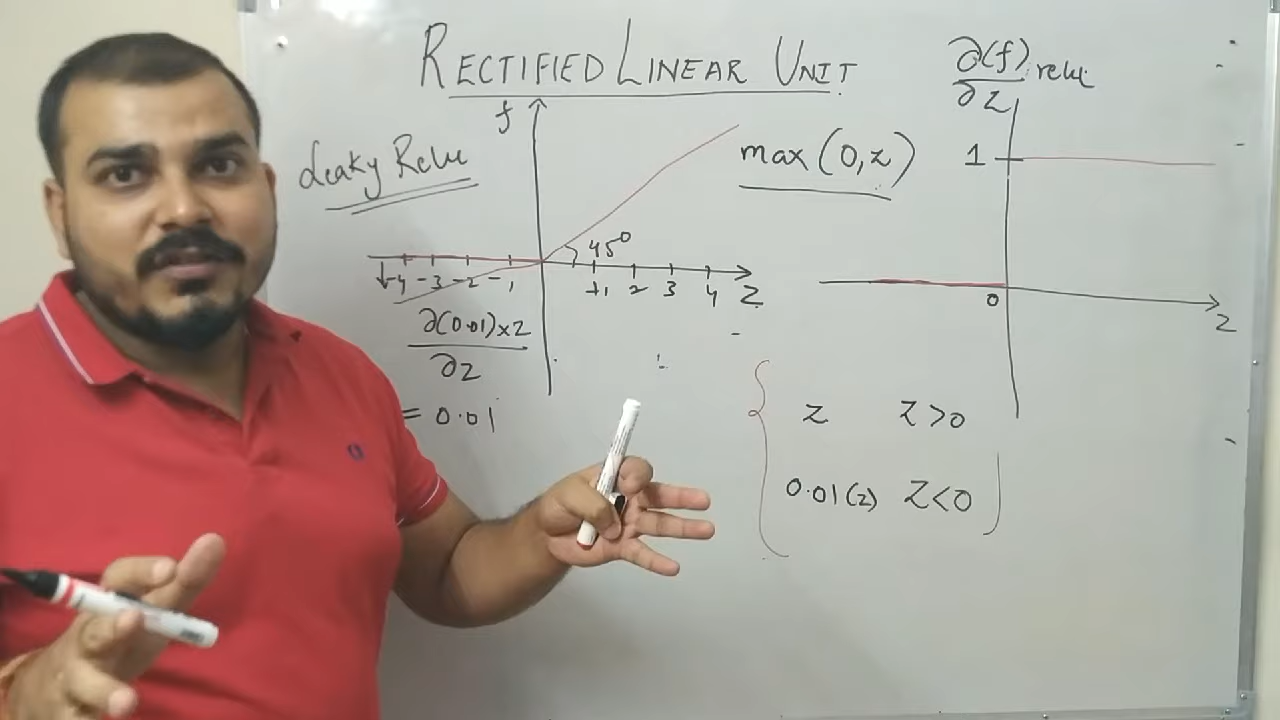 RECTIFIED LINEAR UNIT
∂(f) relu
∂z
f
Leaky Relu
max (0,z)
1
45°
-4 -3 -2 -1 +1 2 3 4 z
0
z
∂(0.01)xz
∂z
= 0.01
z z>0
0.01(z) z<0